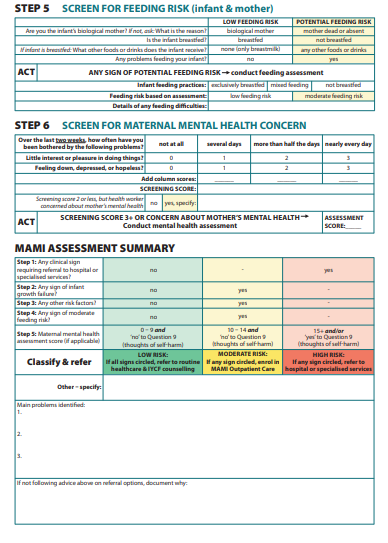 STEP 5 SCREEN FOR FEEDING RISK (infant & mother)
LOW FEEDING RISK POTENTIAL FEEDING RISK
Are you the infant's biological mother? If not, ask: What is the reason? biological mother mother dead or absent
Is the infant breastfed? breastfed not breastfed
If infant is breastfed: What other foods or drinks does the infant receive? none (only breastmilk) any other foods or drinks
Any problems feeding your infant? no yes
ACT ANY SIGN OF POTENTIAL FEEDING RISK → conduct feeding assessment
Infant feeding practices: exclusively breastfed mixed feeding not breastfed
Feeding risk based on assessment: low feeding risk moderate feeding risk
Details of any feeding difficulties:
STEP 6 SCREEN FOR MATERNAL MENTAL HEALTH CONCERN
Over the last two weeks, how often have you been bothered by the following problems? not at all several days more than half the days nearly every day
Little interest or pleasure in doing things? 0 1 2 3
Feeling down, depressed, or hopeless? 0 1 2 3
Add column scores: ______ ______ ______
SCREENING SCORE:
Screening score 2 or less, but health worker concerned about mother's mental health no yes, specify:
ACT SCREENING SCORE 3+ OR CONCERN ABOUT MOTHER'S MENTAL HEALTH →
Conduct mental health assessment
ASSESSMENT
SCORE:_____
MAMI ASSESSMENT SUMMARY
Step 1: Any clinical sign requiring referral to hospital or specialised services? no - yes
Step 2: Any sign of infant growth failure? no yes -
Step 3: Any other risk factors? no yes -
Step 4: Any sign of moderate feeding risk? no yes -
Step 5: Maternal mental health assessment score (if applicable) 0 – 9 and 'no' to Question 9 (thoughts of self-harm) 10 – 14 and 'no' to Question 9 (thoughts of self-harm) 15+ and/or 'yes' to Question 9 (thoughts of self-harm)
Classify & refer
LOW RISK: If all signs circled, refer to routine healthcare & IYCF counselling
MODERATE RISK: If any sign circled, enrol in MAMI Outpatient Care
HIGH RISK: If any sign circled, refer to hospital or specialised services
Other – specify:
Main problems identified:
1.
2.
3.
If not following advice above on referral options, document why: